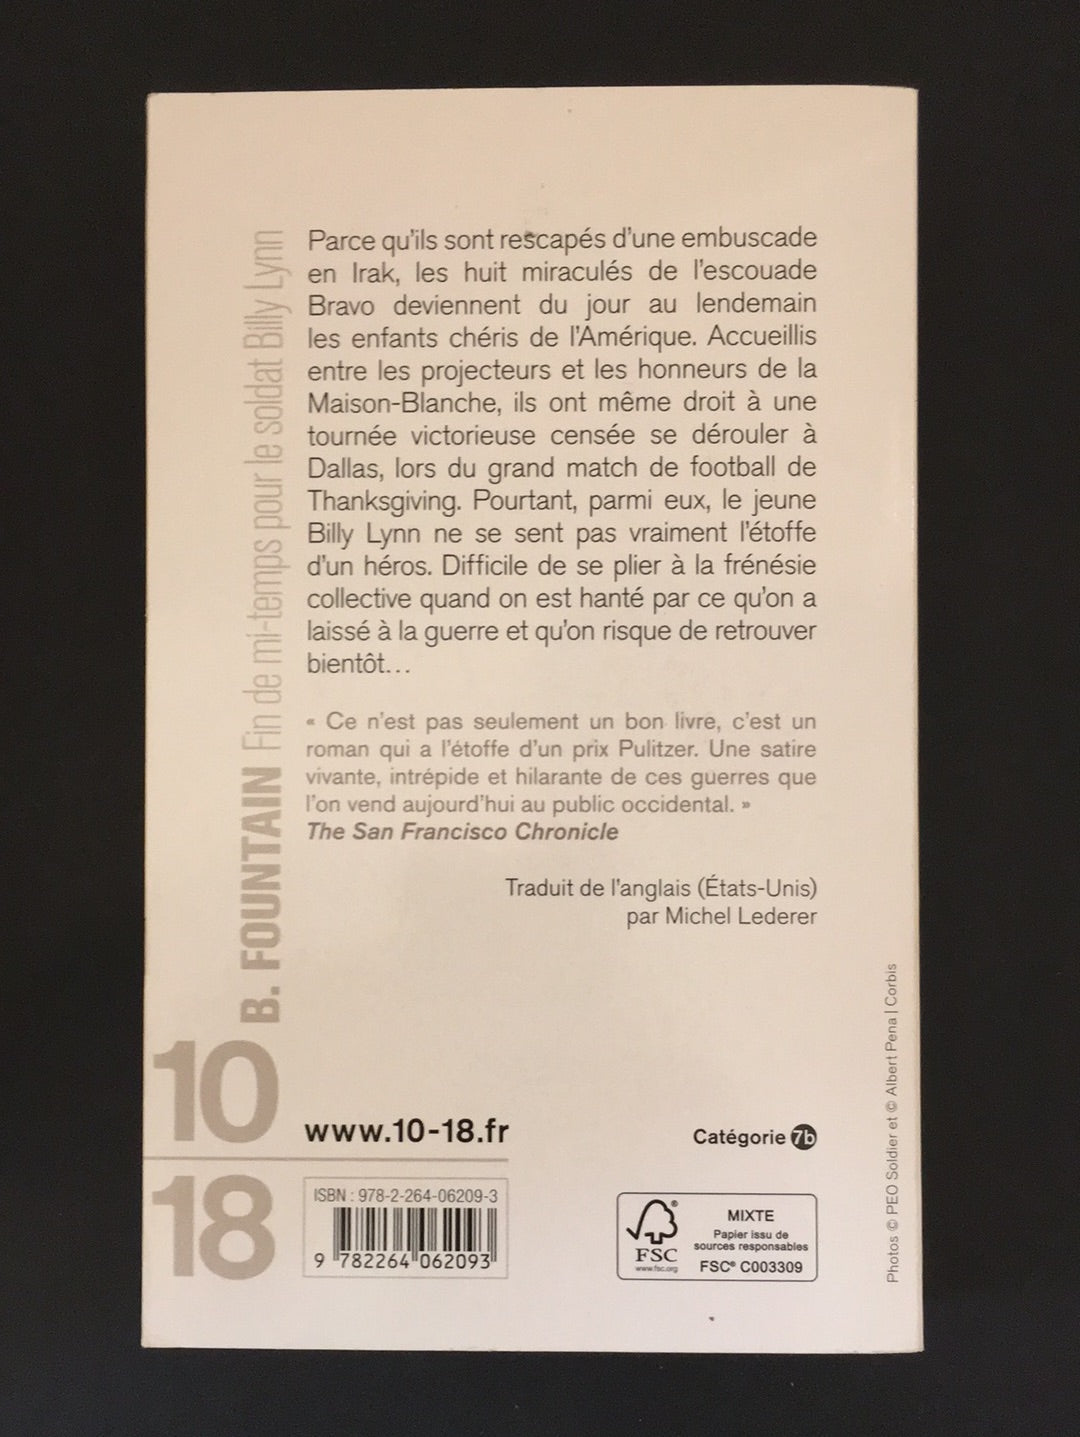 Parce qu'ils sont rescapés d'une embuscade
en Irak, les huit miraculés de l'escouade
Bravo deviennent du jour au lendemain
les enfants chéris de l'Amérique. Accueillis
entre les projecteurs et les honneurs de la
Maison-Blanche, ils ont même droit à une
tournée victorieuse censée se dérouler à
Dallas, lors du grand match de football de
Thanksgiving. Pourtant, parmi eux, le jeune
Billy Lynn ne se sent pas vraiment l'étoffe
d'un héros. Difficile de se plier à la frénésie
collective quand on est hanté par ce qu'on a
laissé à la guerre et qu'on risque de retrouver
bientôt...
« Ce n'est pas seulement un bon livre, c'est un
roman qui a l'étoffe d'un prix Pulitzer. Une satire
vivante, intrépide et hilarante de ces guerres que
l'on vend aujourd'hui au public occidental. »
The San Francisco Chronicle
Traduit de l'anglais (États-Unis)
par Michel Lederer
B. FOUNTAIN Fin de mi-temps pour le soldat Billy Lynn
10
18
www.10-18.fr
Catégorie 7b
ISBN : 978-2-264-06209-3
9 782264 062093
FSC
www.fsc.org
MIXTE
Papier issu de
sources responsables
FSC® C003309
Photos © PEO Soldier et © Albert Pena | Corbis